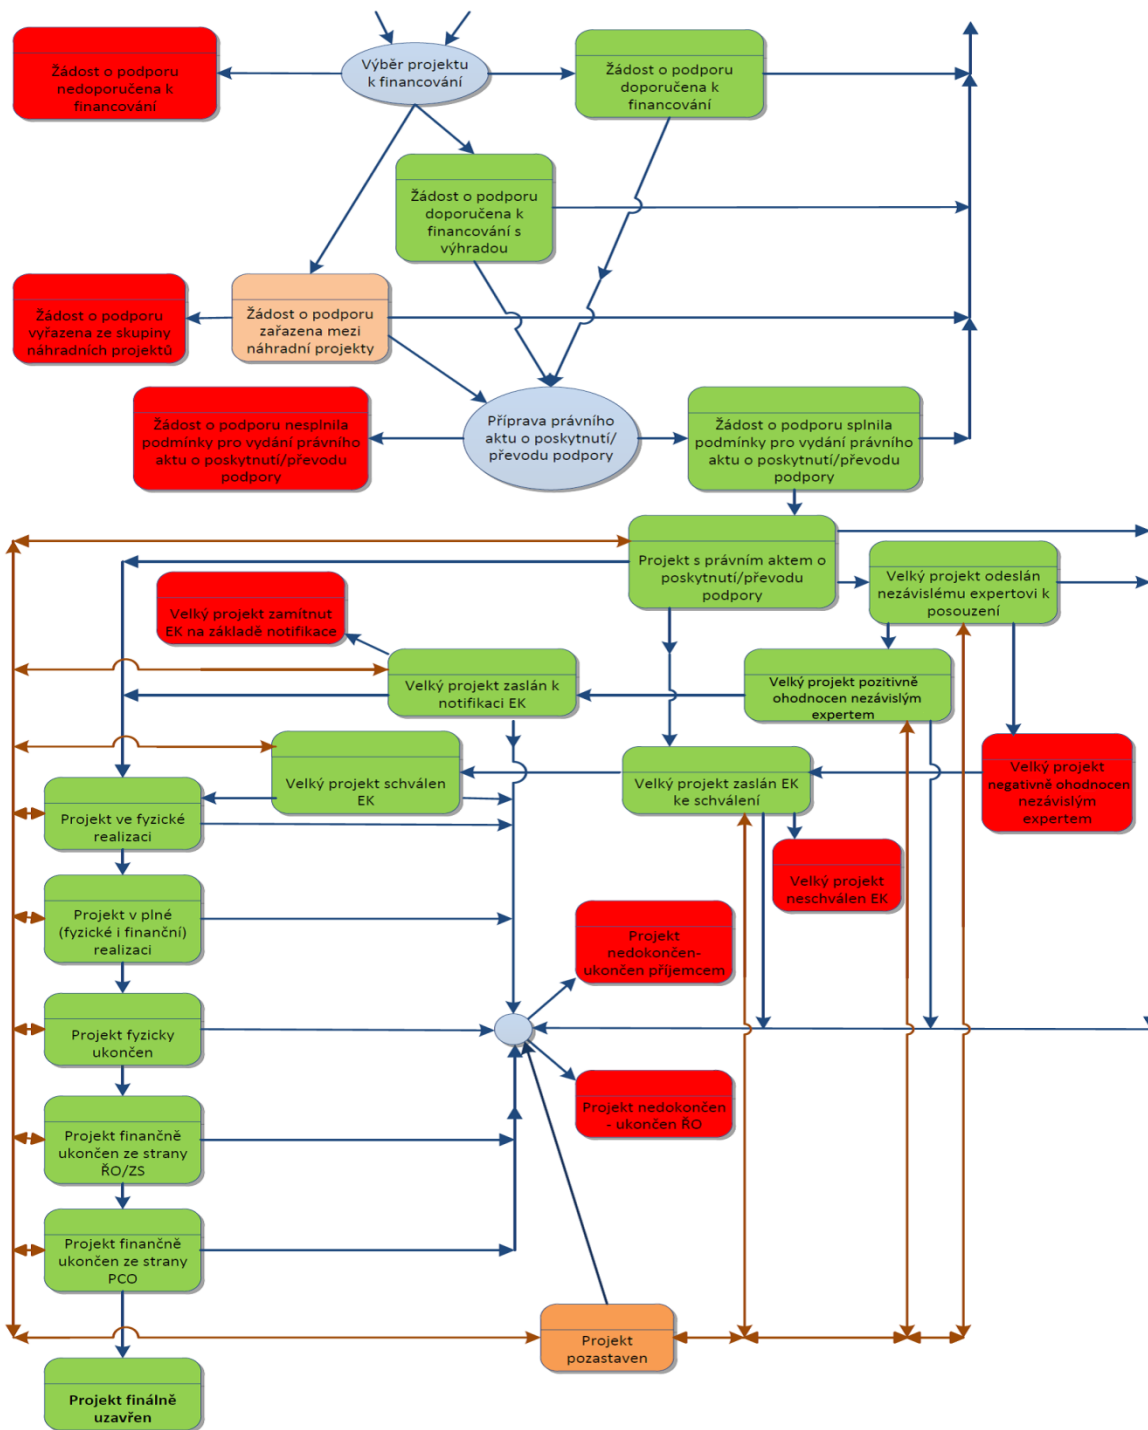 Žádost o podporu
nedoporučena k
financování
Výběr projektu
k financování
Žádost o podporu
doporučena k
financování
Žádost o podporu
doporučena k
financování s
výhradou
Žádost o podporu
vyřazena ze skupiny
náhradních projektů
Žádost o podporu
zařazena mezi
náhradní projekty
Žádost o podporu nesplnila
podmínky pro vydání právního
aktu o poskytnutí/převodu
podpory
Příprava právního
aktu o poskytnutí/
převodu podpory
Žádost o podporu splnila
podmínky pro vydání právního
aktu o poskytnutí/převodu
podpory
Projekt s právním aktem o
poskytnutí/převodu
podpory
Velký projekt odeslán
nezávislému expertovi k
posouzení
Velký projekt zamítnut
EK na základě notifikace
Velký projekt zaslán k
notifikaci EK
Velký projekt pozitivně
ohodnocen nezávislým
expertem
Velký projekt schválen
EK
Velký projekt zaslán EK
ke schválení
Velký projekt
negativně ohodnocen
nezávislým
expertem
Projekt ve fyzické
realizaci
Velký projekt
neschválen EK
Projekt v plné
(fyzické i finanční)
realizaci
Projekt
nedokončen-
ukončen příjemcem
Projekt fyzicky
ukončen
Projekt nedokončen
- ukončen ŘO
Projekt finančně
ukončen ze strany
ŘO/ZS
Projekt finančně
ukončen ze strany
PCO
Projekt
pozastaven
Projekt finálně
uzavřen